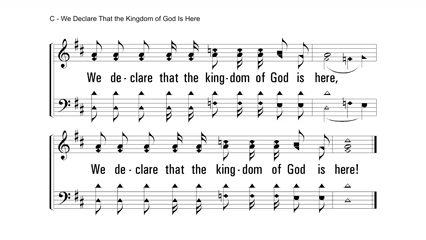 C - We Declare That the Kingdom of God Is Here
We de - clare that the king - dom of God is here,
We de - clare that the king - dom of God is here!